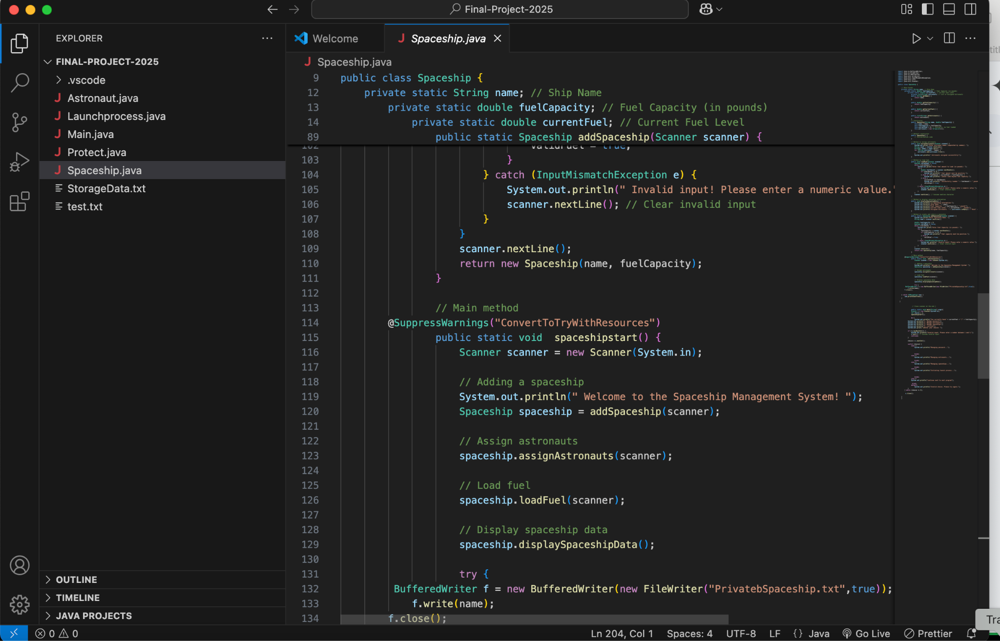 Final-Project-2025
EXPLORER
FINAL-PROJECT-2025
.vscode
J Astronaut.java
J Launchprocess.java
J Main.java
J Protect.java
J Spaceship.java
StorageData.txt
test.txt
OUTLINE
TIMELINE
JAVA PROJECTS
Welcome
J Spaceship.java
J Spaceship.java
9 public class Spaceship {
12 private static String name; // Ship Name
13 private static double fuelCapacity; // Fuel Capacity (in pounds)
14 private static double currentFuel; // Current Fuel Level
89 public static Spaceship addSpaceship(Scanner scanner) {
102 validFuel = true;
103 }
104 } catch (InputMismatchException e) {
105 System.out.println(" Invalid input! Please enter a numeric value.
106 scanner.nextLine(); // Clear invalid input
107 }
108 }
109 scanner.nextLine();
110 return new Spaceship(name, fuelCapacity);
111 }
112
113 // Main method
114 @SuppressWarnings("ConvertToTryWithResources")
115 public static void  spaceshipstart() {
116 Scanner scanner = new Scanner(System.in);
117
118 // Adding a spaceship
119 System.out.println(" Welcome to the Spaceship Management System! ");
120 Spaceship spaceship = addSpaceship(scanner);
121
122 // Assign astronauts
123 spaceship.assignAstronauts(scanner);
124
125 // Load fuel
126 spaceship.loadFuel(scanner);
127
128 // Display spaceship data
129 spaceship.displaySpaceshipData();
130
131 try {
132 BufferedWriter f = new BufferedWriter(new FileWriter("PrivatebSpaceship.txt",true));
133 f.write(name);
134 f.close();
0 0
Ln 204, Col 1
Spaces: 4
UTF-8
LF
{} Java
Go Live
Prettier